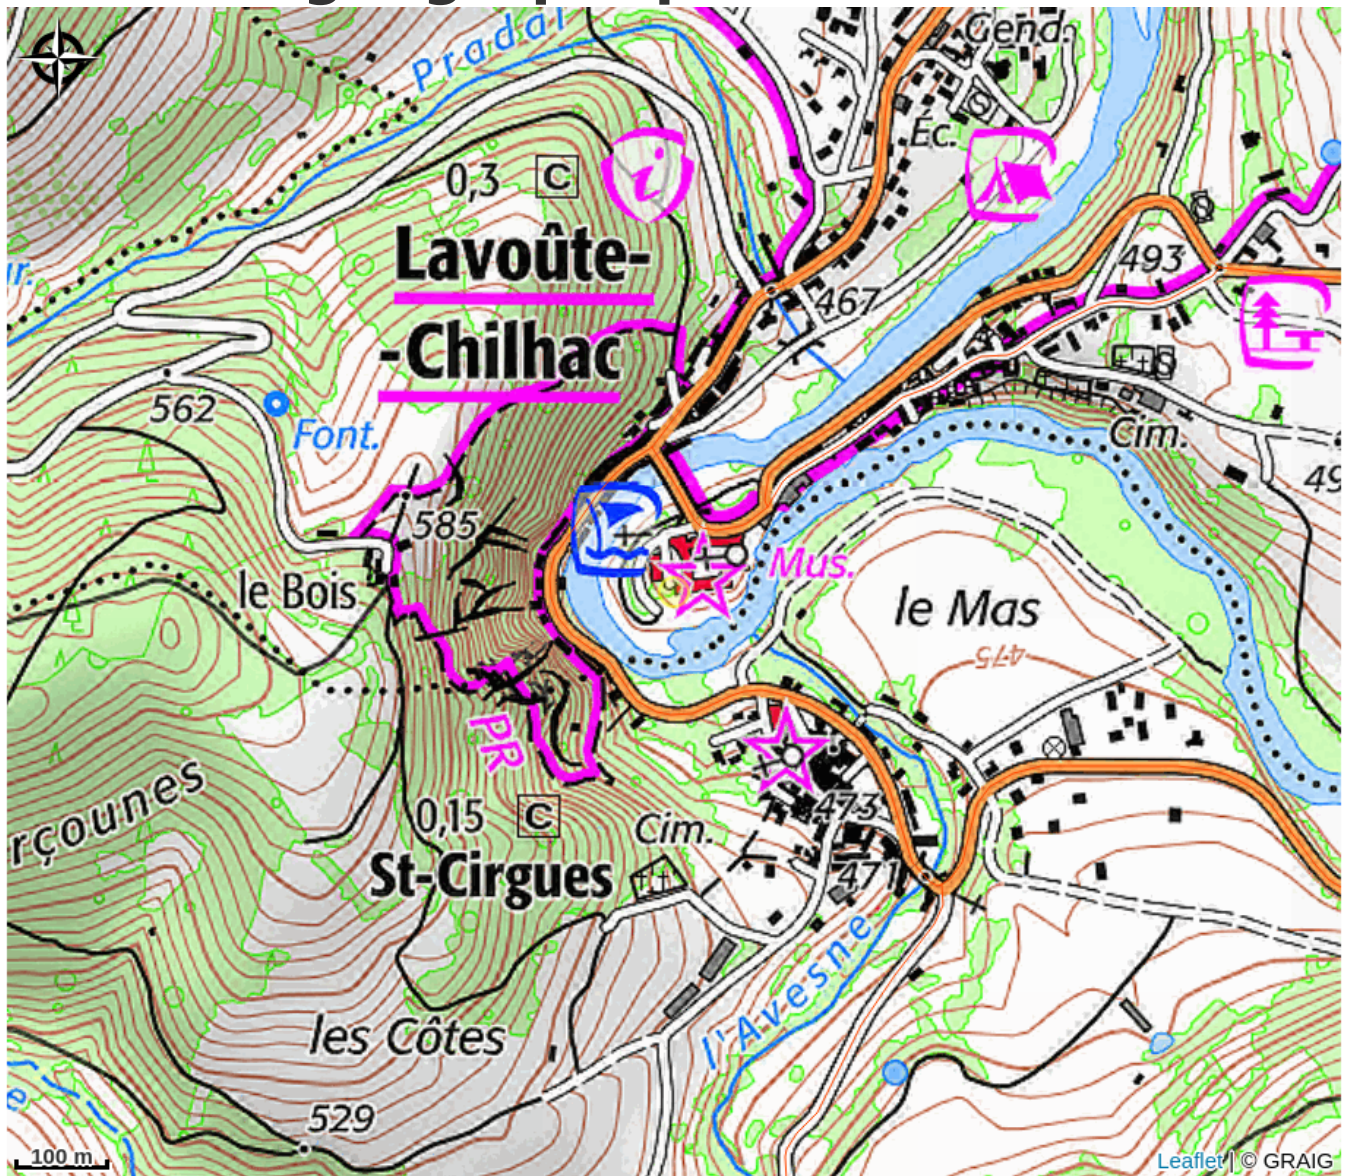 Pradal
Gend.
Éc.
0,3 C
i
Lavoûte-
-Chilhac
493
467
562
Font.
Cim.
49
585
Mus.
le Bois
le Mas
475
PR
rçounes
0,15 C
Cim.
473
St-Cirgues
471
l'Avesne
les Côtes
529
100 m
Leaflet | © GRAIG